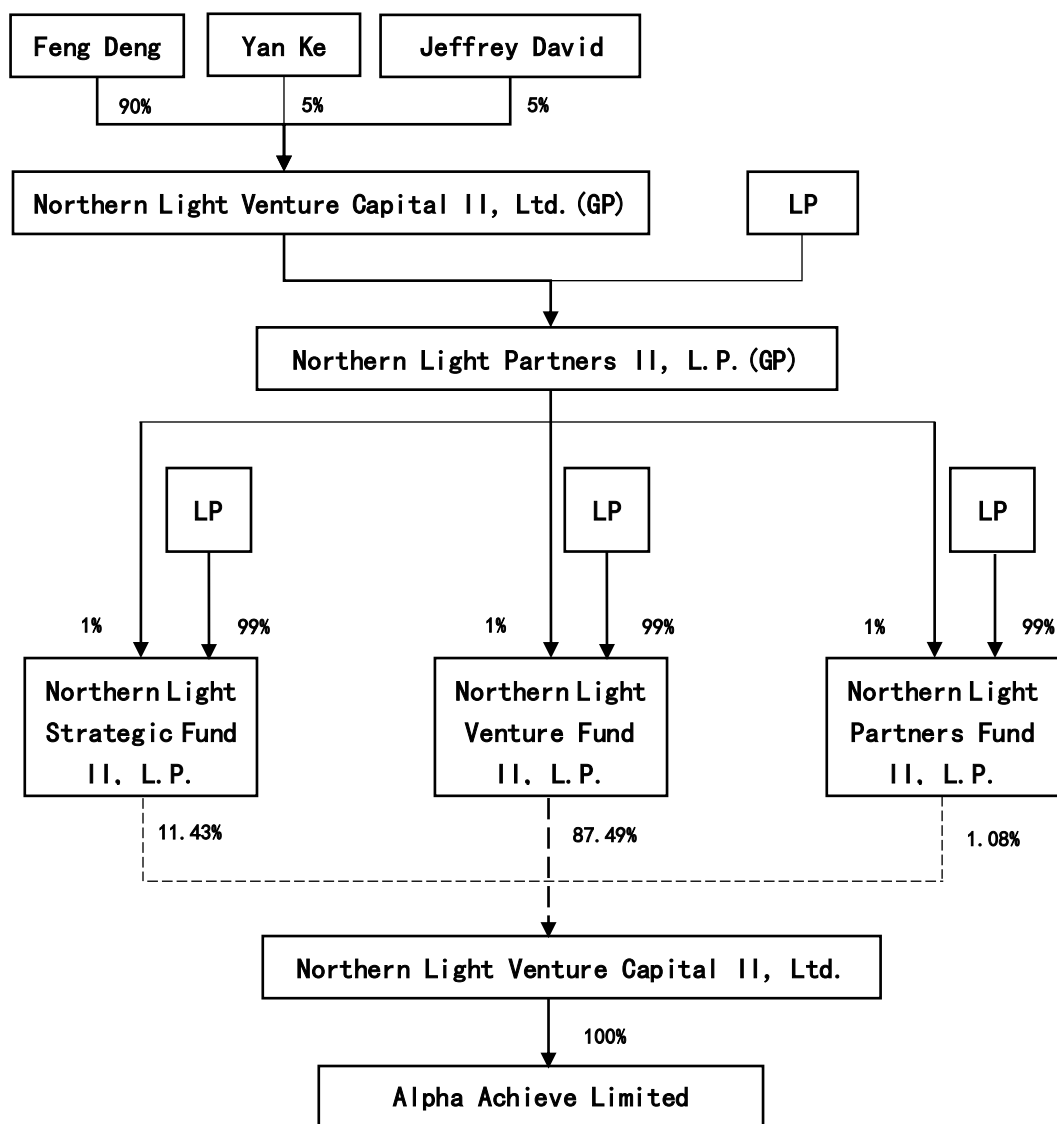 Feng Deng
Yan Ke
Jeffrey David
90%
5%
5%
Northern Light Venture Capital II, Ltd.(GP)
LP
Northern Light Partners II, L.P.(GP)
LP
LP
LP
1%
99%
1%
99%
1%
99%
Northern Light
Strategic Fund
II, L.P.
Northern Light
Venture Fund
II, L.P.
Northern Light
Partners Fund
II, L.P.
11.43%
87.49%
1.08%
Northern Light Venture Capital II, Ltd.
100%
Alpha Achieve Limited